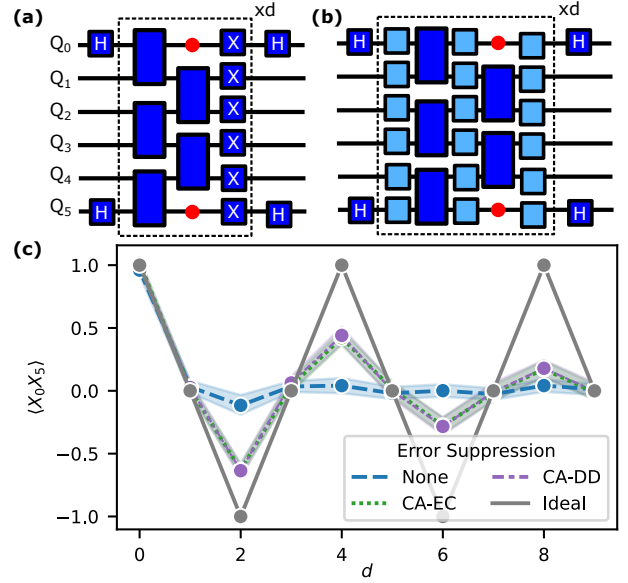 (a)
xd
Q₀ H X H
Q₁ X
Q₂ X
Q₃ X
Q₄ X
Q₅ H X H
(b)
xd
H H
H H
(c)
⟨X₀X₅⟩
1.0
0.5
0.0
−0.5
−1.0
Error Suppression
None
CA-EC
CA-DD
Ideal
0 2 4 6 8
d